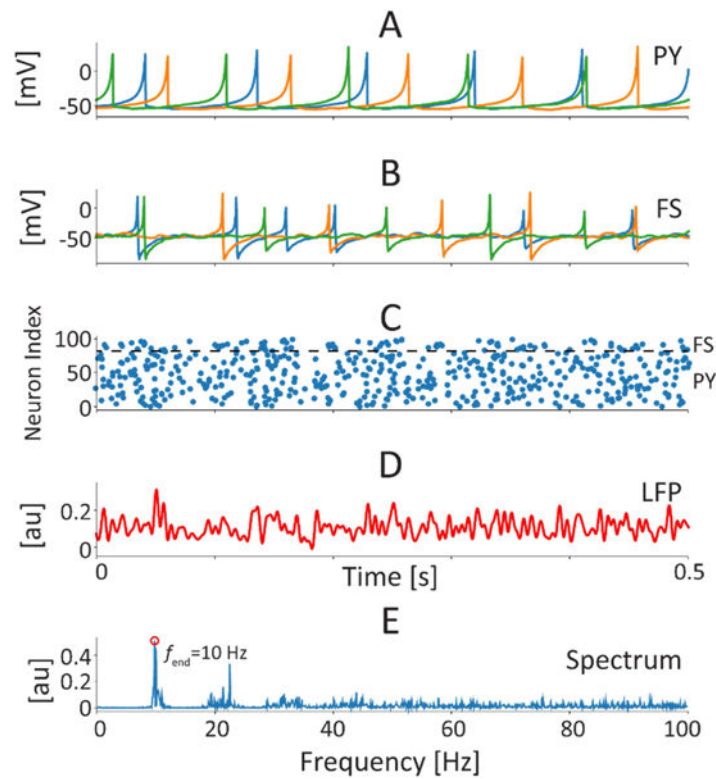 A
PY
[mV]
0
-50
B
FS
[mV]
0
-50
C
Neuron Index
100
50
0
FS
PY
D
LFP
[au]
0.2
0
0
Time [s]
0.5
E
f_end=10 Hz
Spectrum
[au]
0.4
0.2
0
0 20 40 60 80 100
Frequency [Hz]